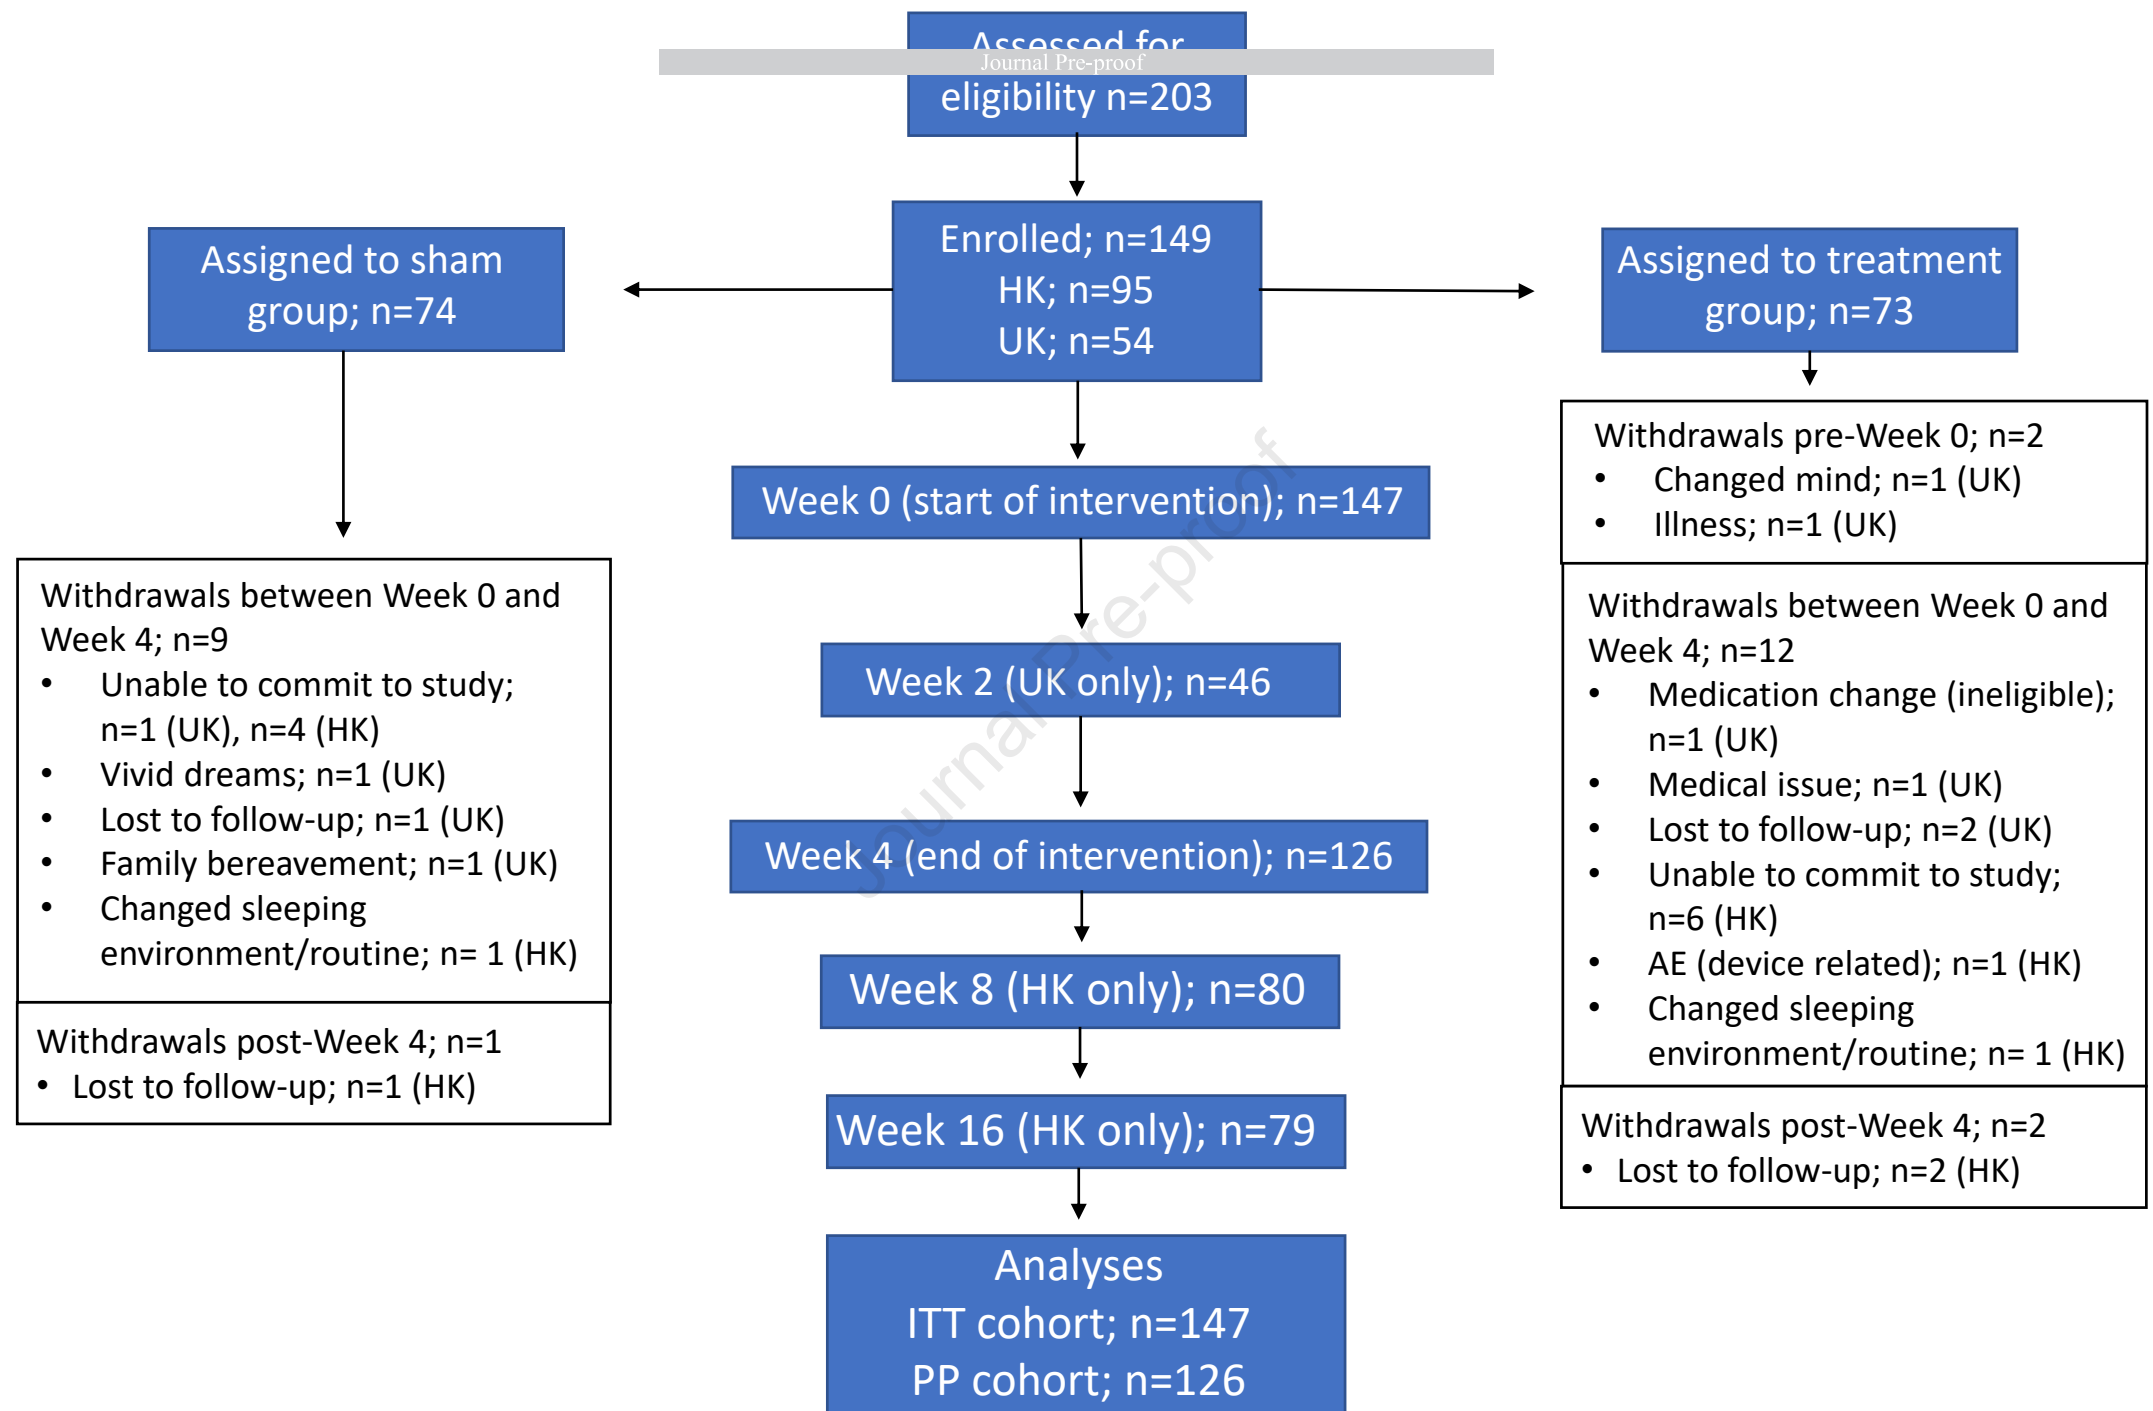 Assessed for
Journal Pre-proof
eligibility n=203
Enrolled; n=149
HK; n=95
UK; n=54
Assigned to sham
group; n=74
Assigned to treatment
group; n=73
Withdrawals pre-Week 0; n=2
• Changed mind; n=1 (UK)
• Illness; n=1 (UK)
Week 0 (start of intervention); n=147
Withdrawals between Week 0 and
Week 4; n=9
• Unable to commit to study;
n=1 (UK), n=4 (HK)
• Vivid dreams; n=1 (UK)
• Lost to follow-up; n=1 (UK)
• Family bereavement; n=1 (UK)
• Changed sleeping
environment/routine; n= 1 (HK)
Withdrawals post-Week 4; n=1
• Lost to follow-up; n=1 (HK)
Withdrawals between Week 0 and
Week 4; n=12
• Medication change (ineligible);
n=1 (UK)
• Medical issue; n=1 (UK)
• Lost to follow-up; n=2 (UK)
• Unable to commit to study;
n=6 (HK)
• AE (device related); n=1 (HK)
• Changed sleeping
environment/routine; n= 1 (HK)
Withdrawals post-Week 4; n=2
• Lost to follow-up; n=2 (HK)
Week 2 (UK only); n=46
Week 4 (end of intervention); n=126
Week 8 (HK only); n=80
Week 16 (HK only); n=79
Analyses
ITT cohort; n=147
PP cohort; n=126
Journal Pre-proof